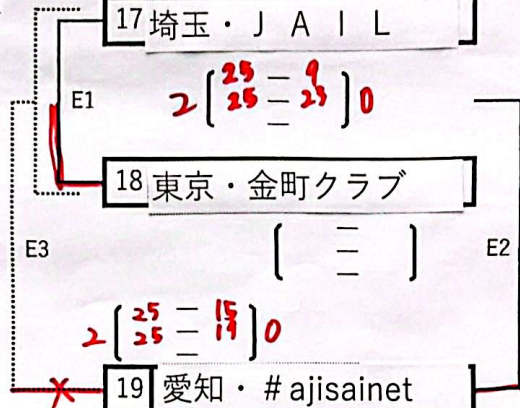 17 埼玉・ＪＡＩＬ
25 — 9
E1
2 25 — 23 0
—
18 東京・金町クラブ
—
E3 — E2
—
25 — 15
2 25 — 19 0
—
19 愛知・＃ajisainet